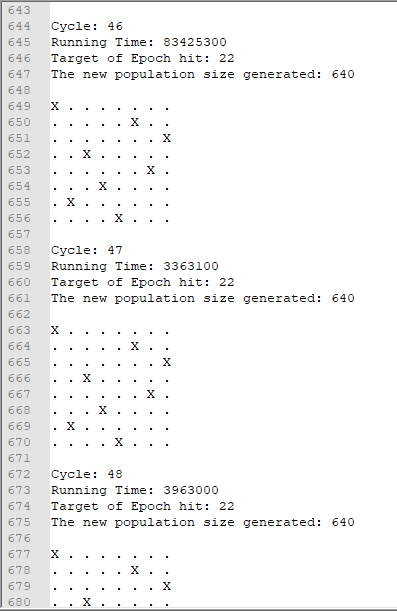 643
644 Cycle: 46
645 Running Time: 83425300
646 Target of Epoch hit: 22
647 The new population size generated: 640
648
649 X . . . . . . .
650 . . . . . X . .
651 . . . . . . . X
652 . . X . . . . .
653 . . . . . . X .
654 . . . X . . . .
655 . X . . . . . .
656 . . . . X . . .
657
658 Cycle: 47
659 Running Time: 3363100
660 Target of Epoch hit: 22
661 The new population size generated: 640
662
663 X . . . . . . .
664 . . . . . X . .
665 . . . . . . . X
666 . . X . . . . .
667 . . . . . . X .
668 . . . X . . . .
669 . X . . . . . .
670 . . . . X . . .
671
672 Cycle: 48
673 Running Time: 3963000
674 Target of Epoch hit: 22
675 The new population size generated: 640
676
677 X . . . . . . .
678 . . . . . X . .
679 . . . . . . . X
680 . . X . . . . .